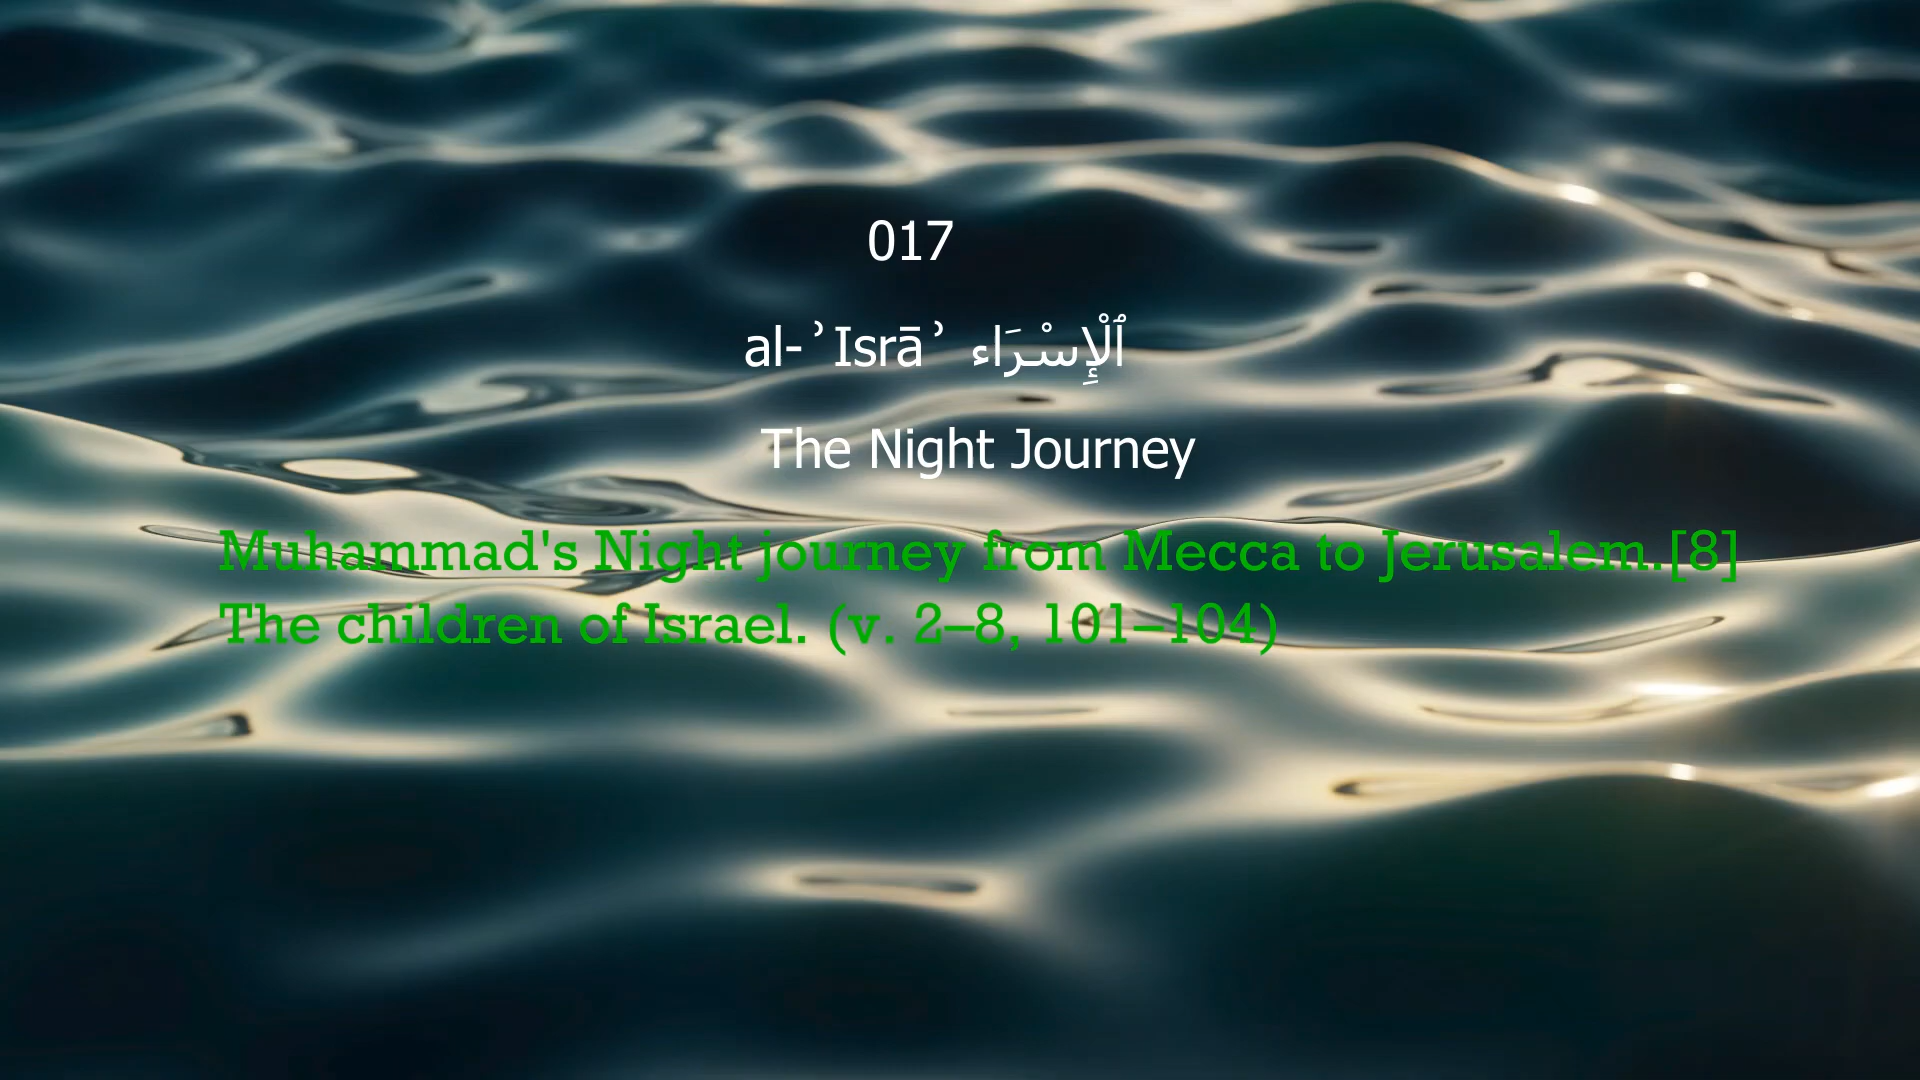 017
al-ʾIsrāʾ ٱلْإِسْرَاء
The Night Journey
Muhammad's Night journey from Mecca to Jerusalem.[8]
The children of Israel. (v. 2–8, 101–104)